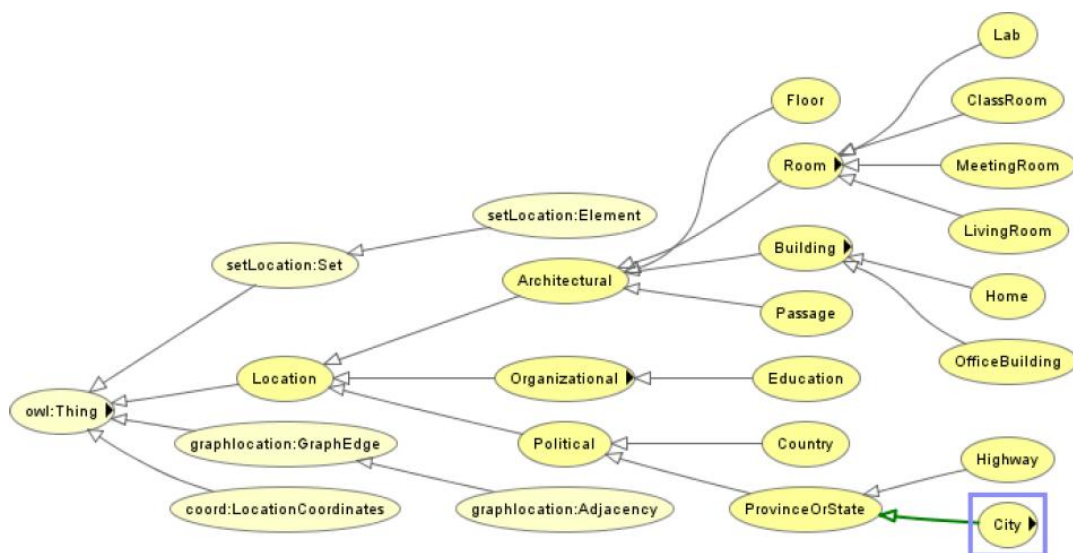 Lab
Floor
ClassRoom
Room
MeetingRoom
setLocation:Element
LivingRoom
Building
setLocation:Set
Architectural
Home
Passage
OfficeBuilding
Location
Organizational
Education
owl:Thing
graphlocation:GraphEdge
Political
Country
Highway
coord:LocationCoordinates
graphlocation:Adjacency
ProvinceOrState
City